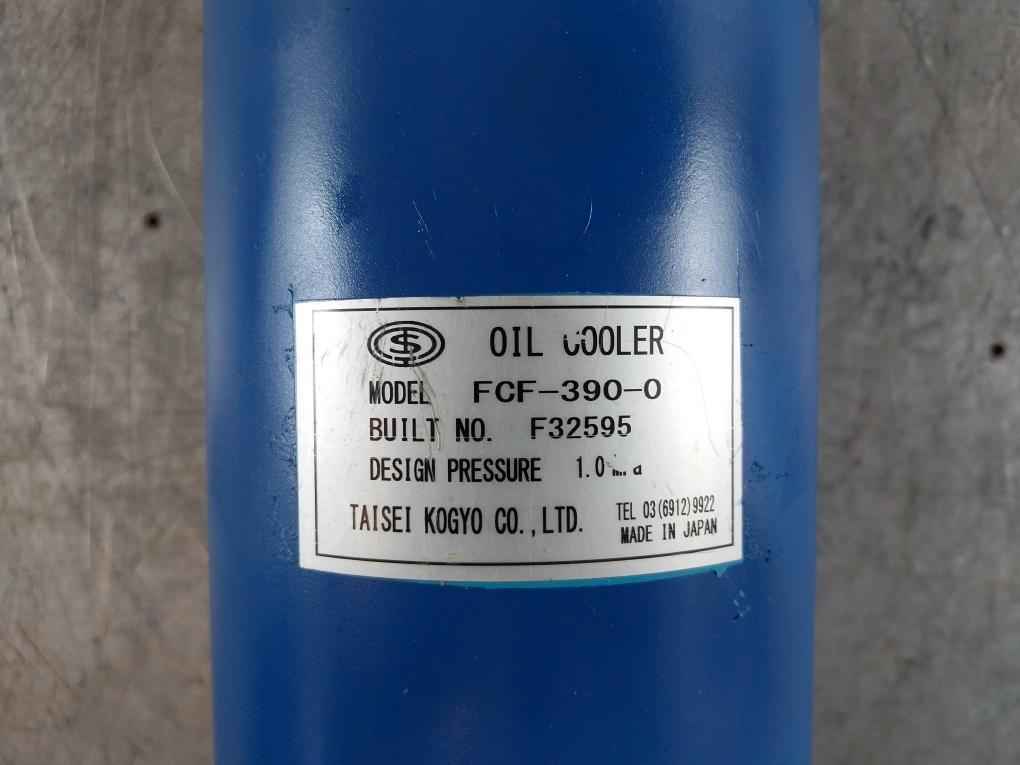 OIL COOLER
MODEL FCF-390-0
BUILT NO. F32595
DESIGN PRESSURE 1.0
TAISEI KOGYO CO.,LTD.
TEL 03(6912)9922
MADE IN JAPAN